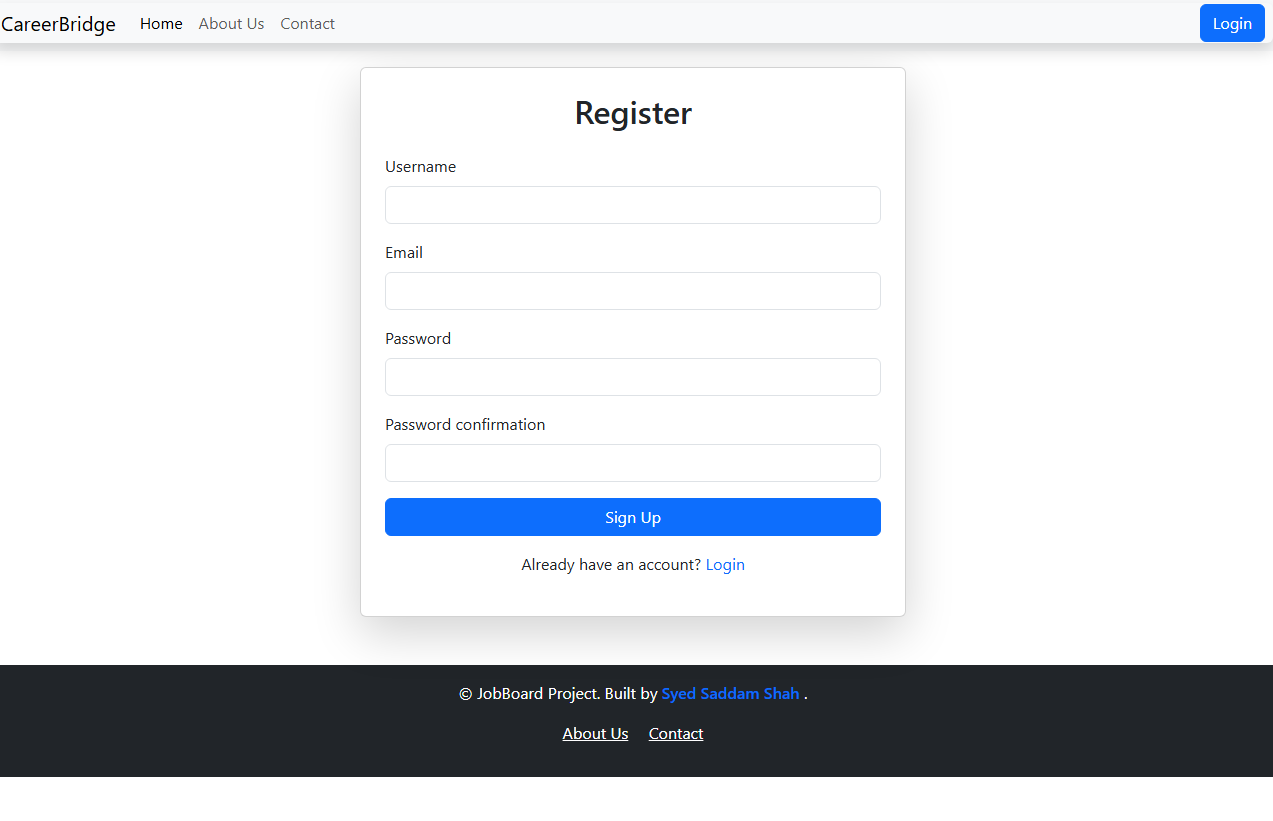 CareerBridge Home About Us Contact Login
Register
Username
Email
Password
Password confirmation
Sign Up
Already have an account? Login
© JobBoard Project. Built by Syed Saddam Shah .
About Us Contact